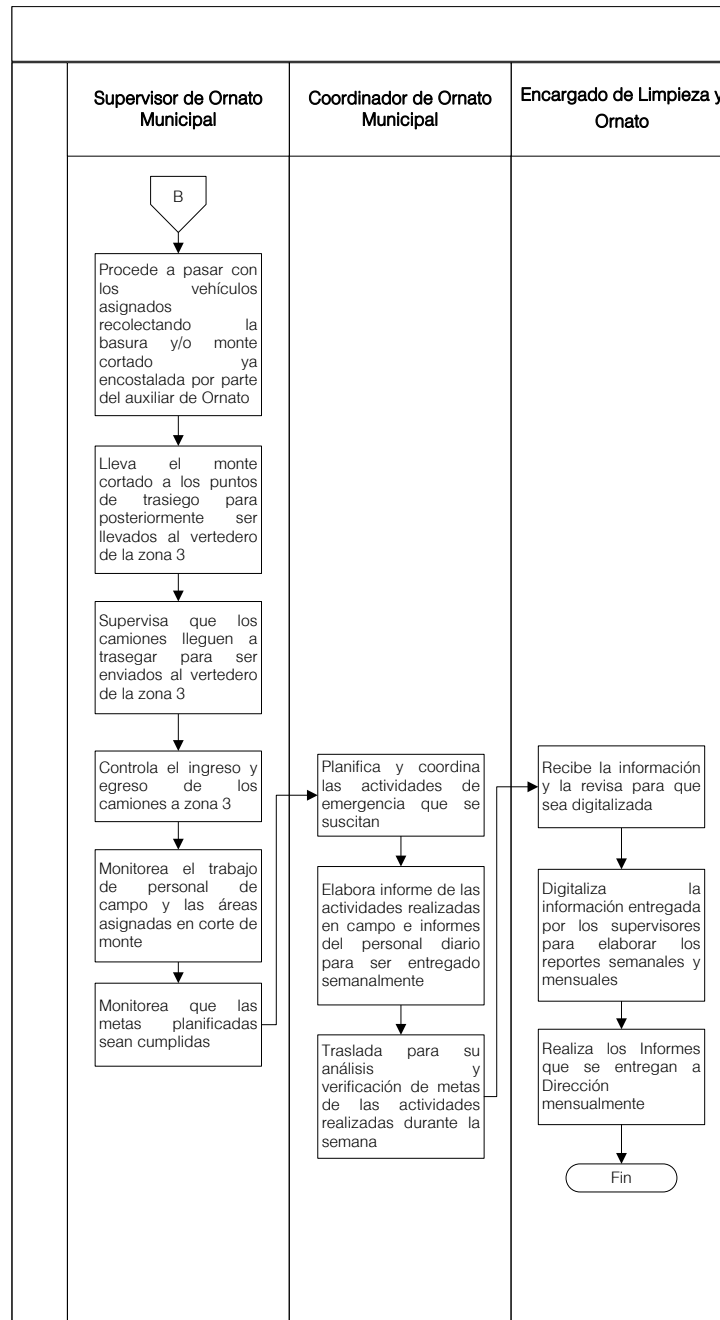 Supervisor de Ornato
Municipal
Coordinador de Ornato
Municipal
Encargado de Limpieza y
Ornato
B
Procede a pasar con
los vehículos
asignados
recolectando la
basura y/o monte
cortado ya
encostalada por parte
del auxiliar de Ornato
Lleva el monte
cortado a los puntos
de trasiego para
posteriormente ser
llevados al vertedero
de la zona 3
Supervisa que los
camiones lleguen a
trasegar para ser
enviados al vertedero
de la zona 3
Controla el ingreso y
egreso de los
camiones a zona 3
Monitorea el trabajo
de personal de
campo y las áreas
asignadas en corte de
monte
Monitorea que las
metas planificadas
sean cumplidas
Planifica y coordina
las actividades de
emergencia que se
suscitan
Elabora informe de las
actividades realizadas
en campo e informes
del personal diario
para ser entregado
semanalmente
Traslada para su
análisis y
verificación de metas
de las actividades
realizadas durante la
semana
Recibe la información
y la revisa para que
sea digitalizada
Digitaliza la
información entregada
por los supervisores
para elaborar los
reportes semanales y
mensuales
Realiza los Informes
que se entregan a
Dirección
mensualmente
Fin